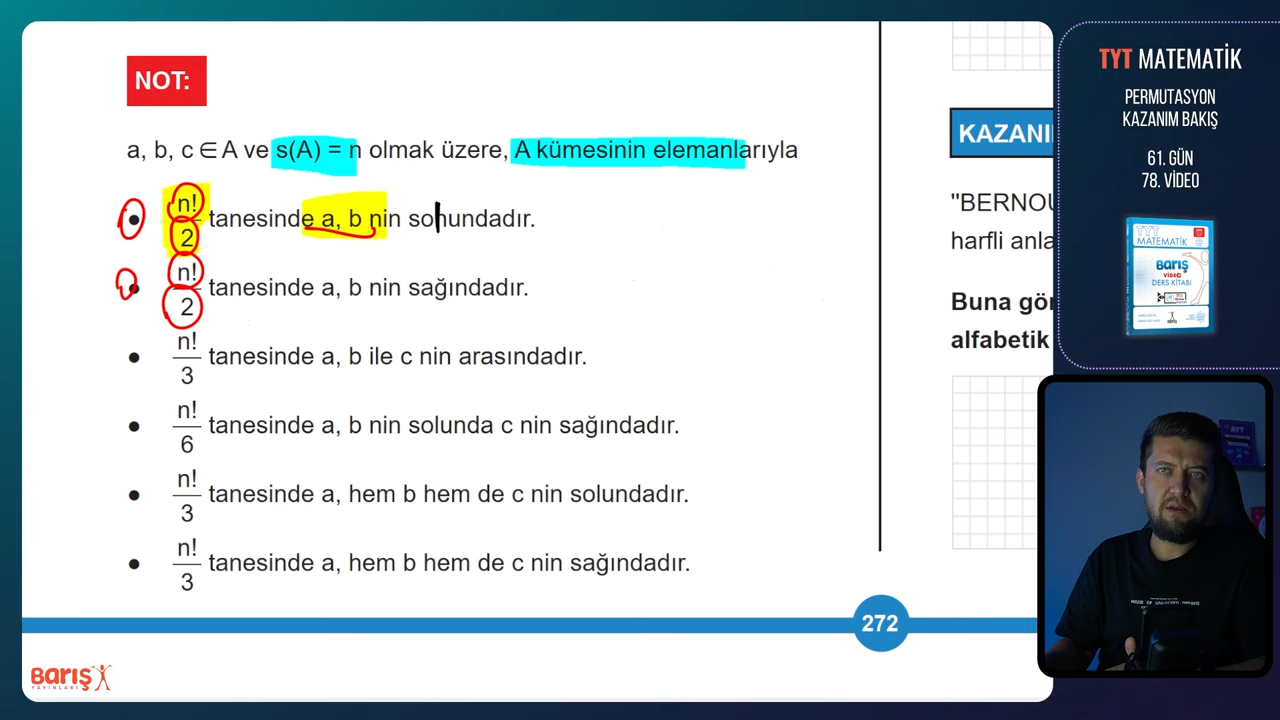 NOT:
a, b, c ∈ A ve s(A) = n olmak üzere, A kümesinin elemanlarıyla
● n!/2 tanesinde a, b nin solundadır.
● n!/2 tanesinde a, b nin sağındadır.
● n!/3 tanesinde a, b ile c nin arasındadır.
● n!/6 tanesinde a, b nin solunda c nin sağındadır.
● n!/3 tanesinde a, hem b hem de c nin solundadır.
● n!/3 tanesinde a, hem b hem de c nin sağındadır.
272
BARIŞ
YAYINLARI
KAZANI
"BERNOU
harfli anla
Buna gö
alfabetik
TYT MATEMATİK
PERMUTASYON
KAZANIM BAKIŞ
61. GÜN
78. VİDEO
TYT
MATEMATİK
BARIŞ
VİDEO
DERS KİTABI